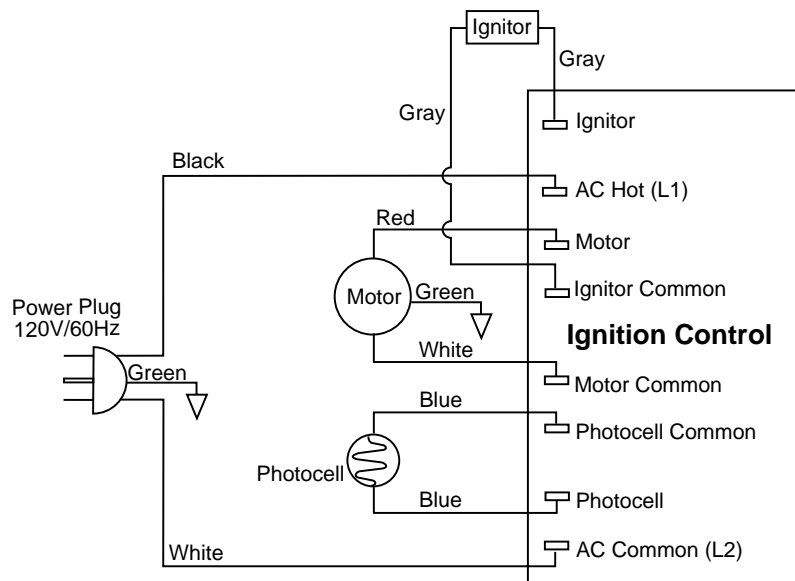 Ignitor
Gray
Gray
Ignitor
Black
AC Hot (L1)
Red
Motor
Motor
Green
Ignitor Common
Power Plug
120V/60Hz
Ignition Control
White
Green
Motor Common
Blue
Photocell Common
Photocell
Blue
Photocell
White
AC Common (L2)